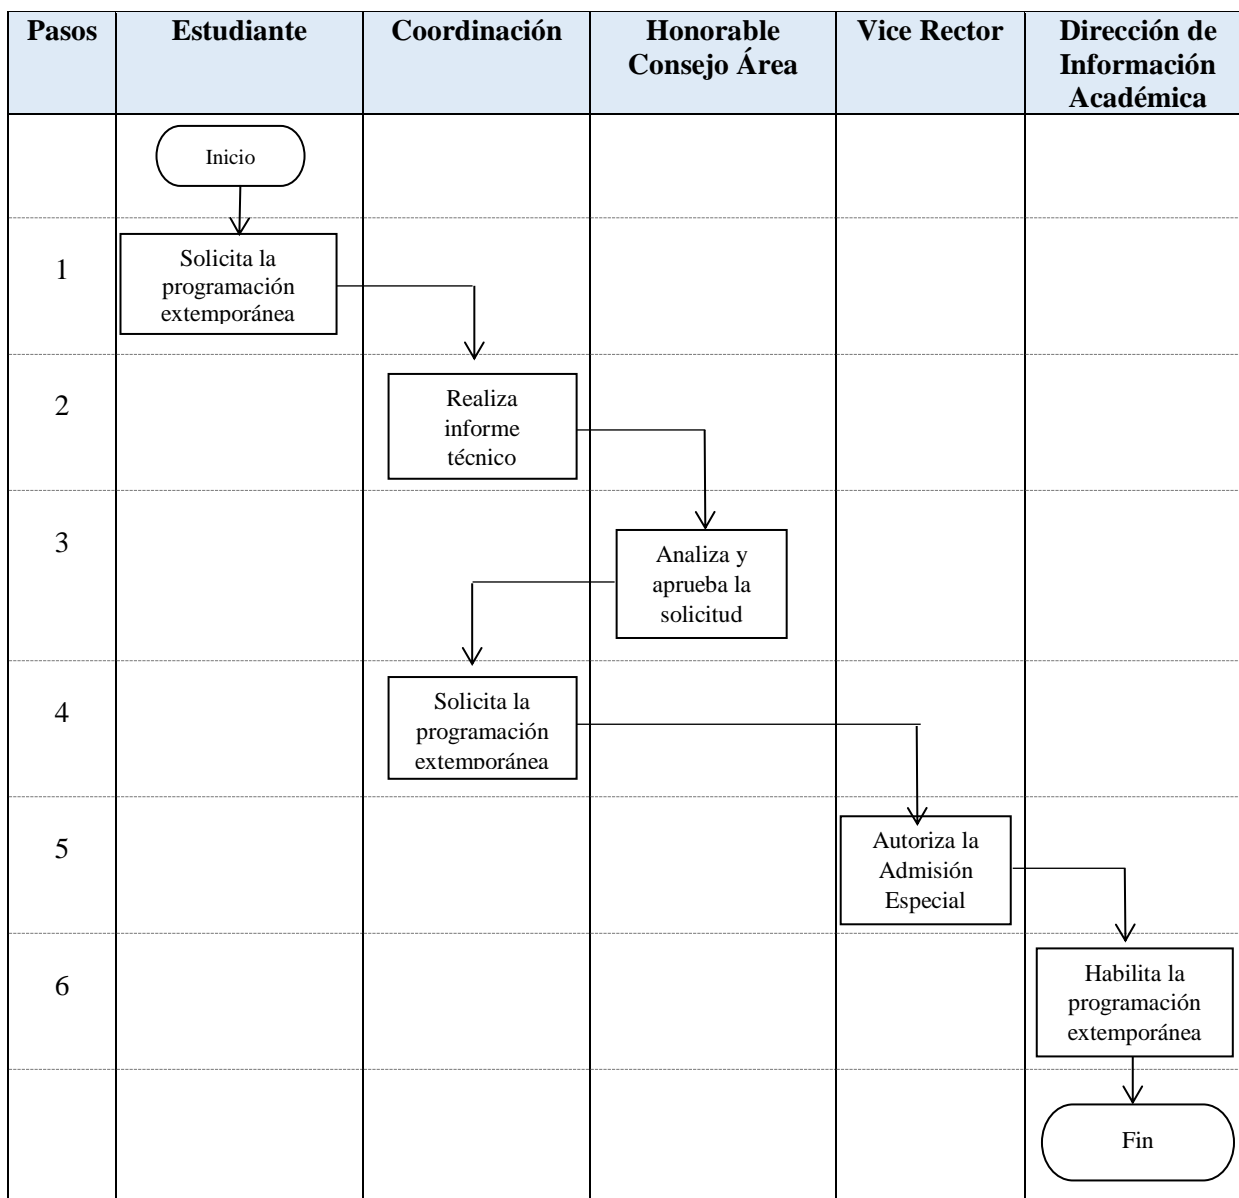 Pasos
Estudiante
Coordinación
Honorable
Consejo Área
Vice Rector
Dirección de
Información
Académica
Inicio
1
Solicita la
programación
extemporánea
2
Realiza
informe
técnico
3
Analiza y
aprueba la
solicitud
4
Solicita la
programación
extemporánea
5
Autoriza la
Admisión
Especial
6
Habilita la
programación
extemporánea
Fin